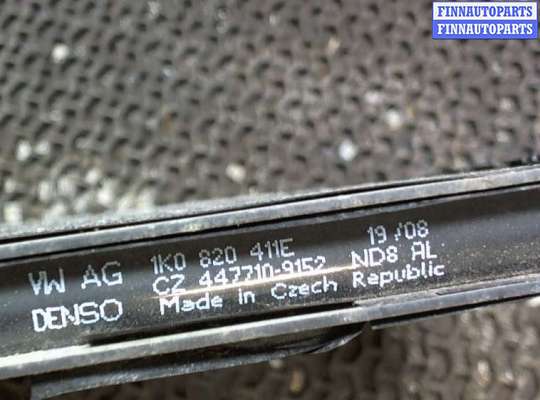 FINNAUTOPARTS
FINNAUTOPARTS
VW AG 1K0 820 411E 19/08
DENSO CZ 447710-9152 ND8 AL
Made in Czech Republic